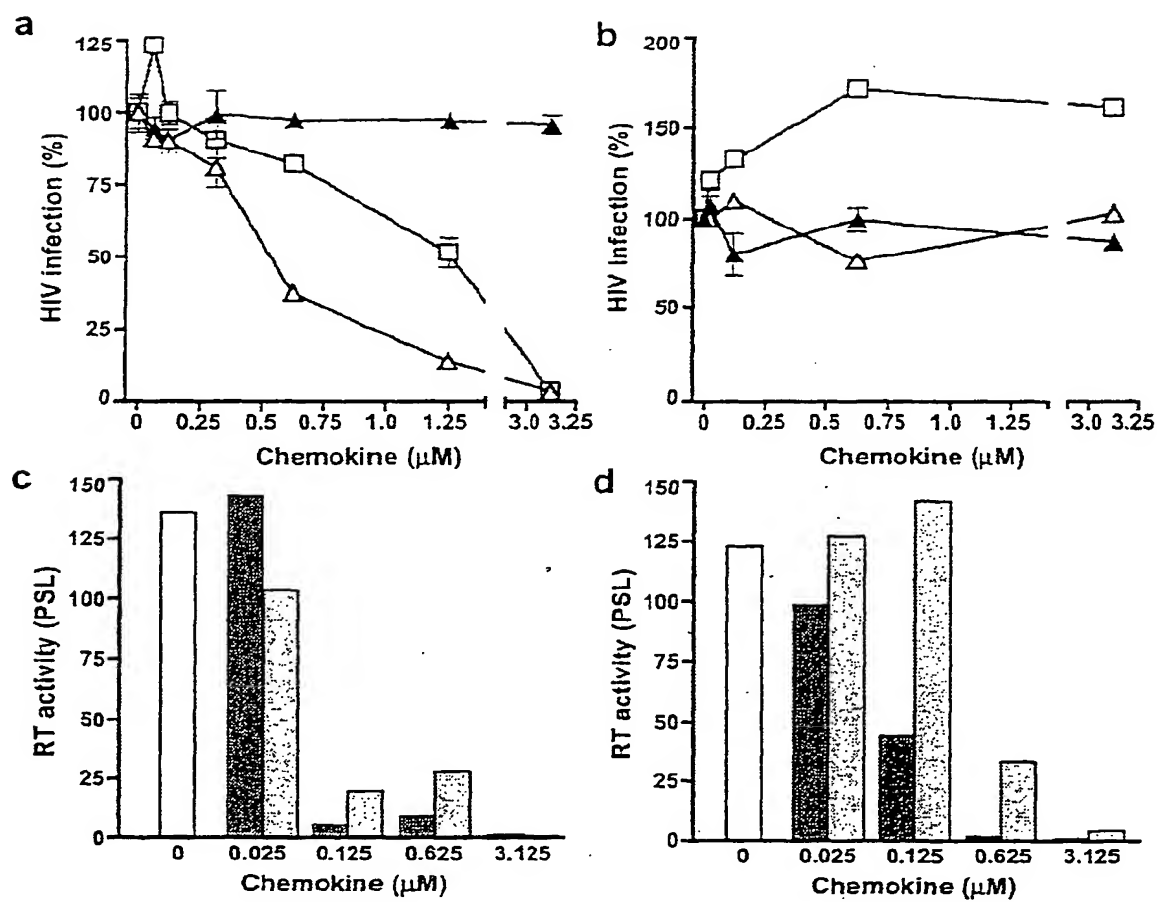 a
125
100
75
50
25
0
HIV infection (%)
0 0.25 0.5 0.75 1.0 1.25 3.0 3.25
Chemokine (μM)
b
200
150
100
50
0
HIV infection (%)
0 0.25 0.5 0.75 1.0 1.25 3.0 3.25
Chemokine (μM)
c
150
125
100
75
50
25
0
RT activity (PSL)
0 0.025 0.125 0.625 3.125
Chemokine (μM)
d
150
125
100
75
50
25
0
RT activity (PSL)
0 0.025 0.125 0.625 3.125
Chemokine (μM)